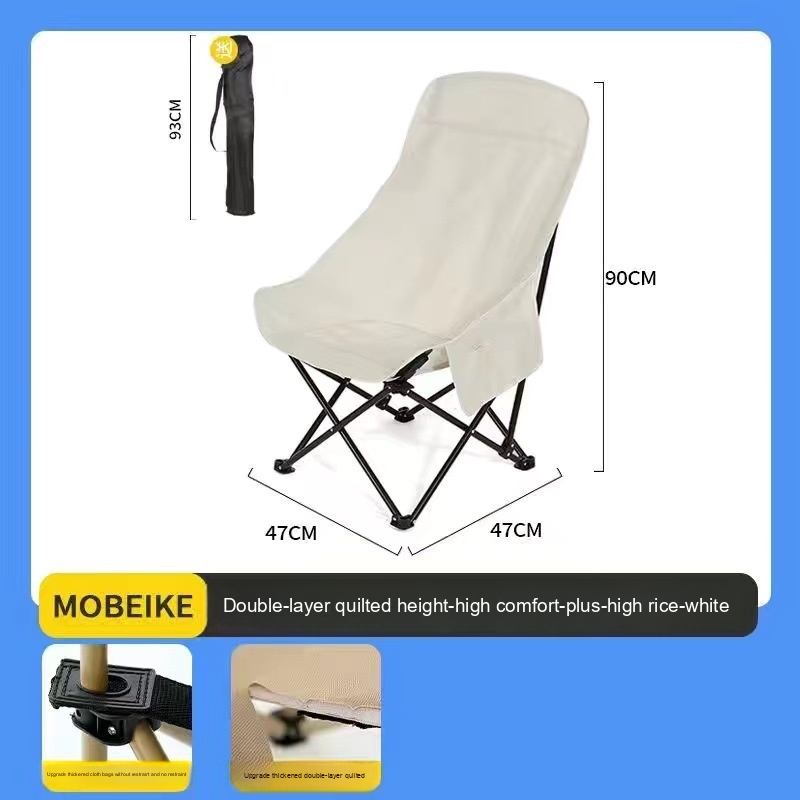 送
93CM
90CM
47CM
47CM
MOBEIKE
Double-layer quilted height-high comfort-plus-high rice-white
Upgrade thickened cloth bags without restraint and no restraint
Upgrade thickened double-layer quilted